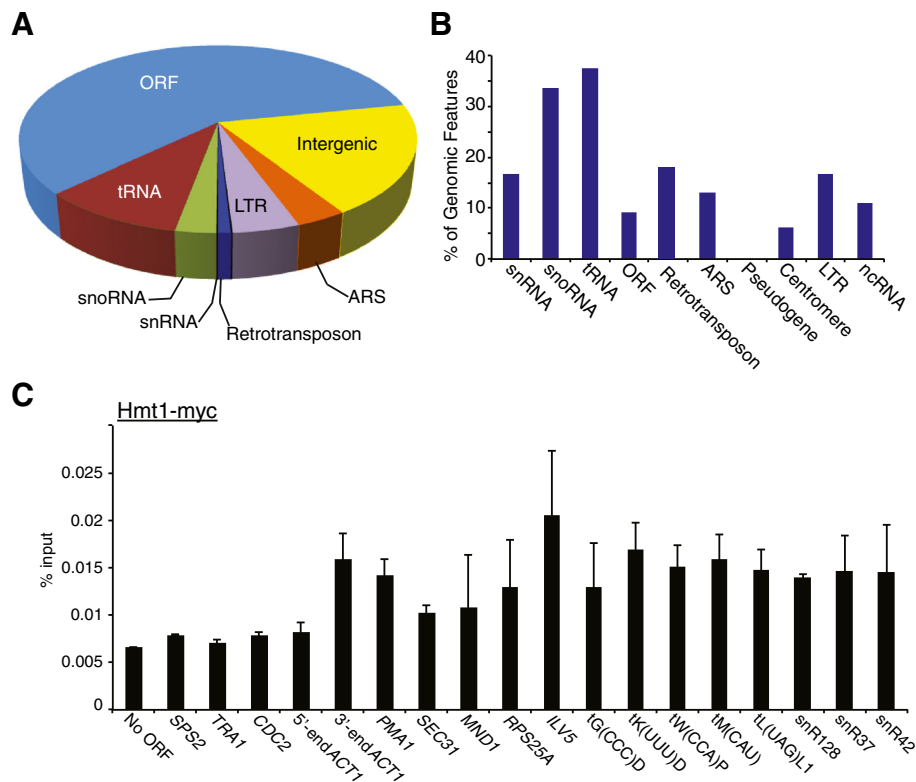 A
ORF
Intergenic
tRNA
LTR
snoRNA
snRNA
Retrotransposon
ARS
B
% of Genomic Features
40
30
20
10
0
snRNA
snoRNA
tRNA
ORF
Retrotransposon
ARS
Pseudogene
Centromere
LTR
ncRNA
C
Hmt1-myc
% input
0.025
0.02
0.015
0.01
0.005
0
No ORF
SPS2
TRA1
CDC2
5'-endACT1
3'-endACT1
PMA1
SEC31
MND1
RPS25A
ILV5
tG(CCC)D
tK(UUU)D
tW(CCA)P
tM(CAU)
tL(UAG)L1
snR128
snR37
snR42